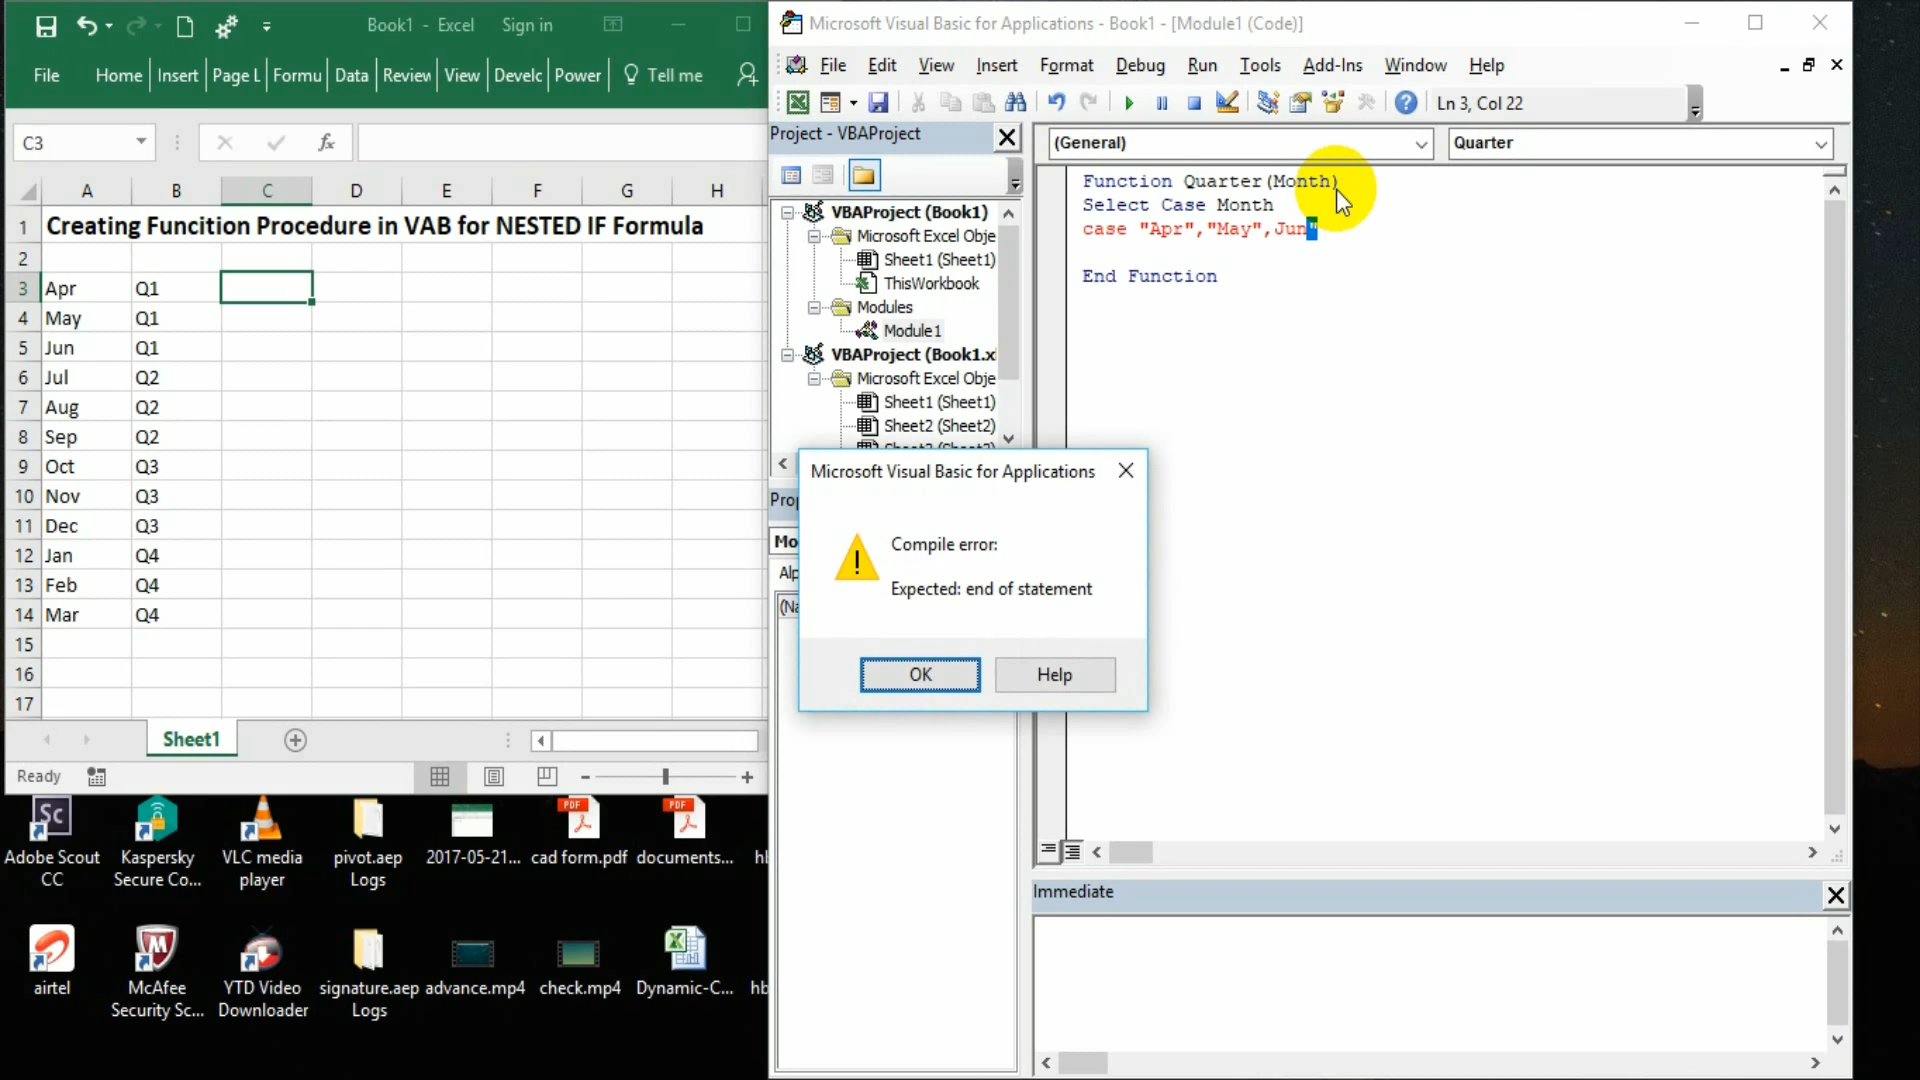 Book1 - Excel
Sign in
File
Home
Insert
Page L
Formu
Data
Review
View
Develc
Power
Tell me
C3
fx
A B C D E F G H
1 Creating Funcition Procedure in VAB for NESTED IF Formula
2
3 Apr Q1
4 May Q1
5 Jun Q1
6 Jul Q2
7 Aug Q2
8 Sep Q2
9 Oct Q3
10 Nov Q3
11 Dec Q3
12 Jan Q4
13 Feb Q4
14 Mar Q4
15
16
17
Sheet1
Ready
Microsoft Visual Basic for Applications - Book1 - [Module1 (Code)]
File Edit View Insert Format Debug Run Tools Add-Ins Window Help
Ln 3, Col 22
Project - VBAProject
VBAProject (Book1)
Microsoft Excel Obje
Sheet1 (Sheet1)
ThisWorkbook
Modules
Module1
VBAProject (Book1.x
Microsoft Excel Obje
Sheet1 (Sheet1)
Sheet2 (Sheet2)
Prop
Mo
Alp
(Na
(General)
Quarter
Function Quarter(Month)
Select Case Month
case "Apr","May",Jun"
End Function
Microsoft Visual Basic for Applications
Compile error:
Expected: end of statement
OK
Help
Immediate
Sc
Adobe Scout
CC
Kaspersky
Secure Co...
VLC media
player
pivot.aep
Logs
2017-05-21...
PDF
cad form.pdf
PDF
documents...
hl
airtel
McAfee
Security Sc...
YTD Video
Downloader
signature.aep
Logs
advance.mp4
check.mp4
Dynamic-C...
hb